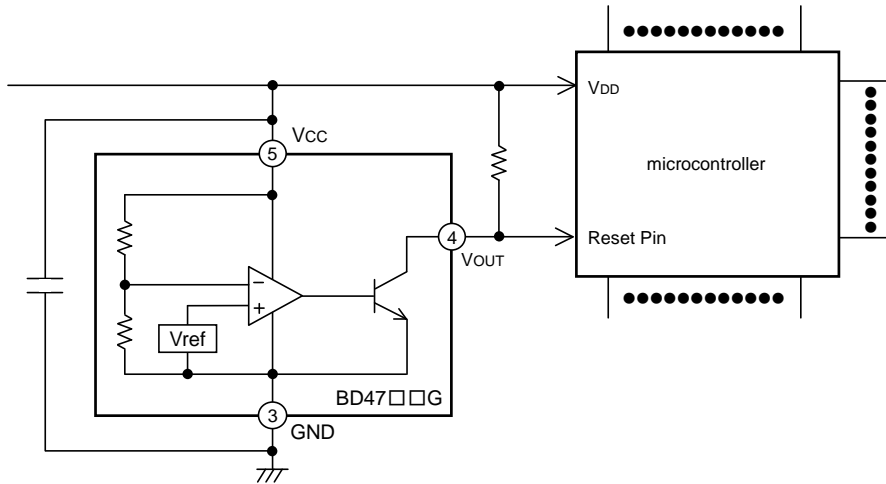 VDD
VCC
5
microcontroller
4
Reset Pin
VOUT
−
+
Vref
BD47□□G
3
GND